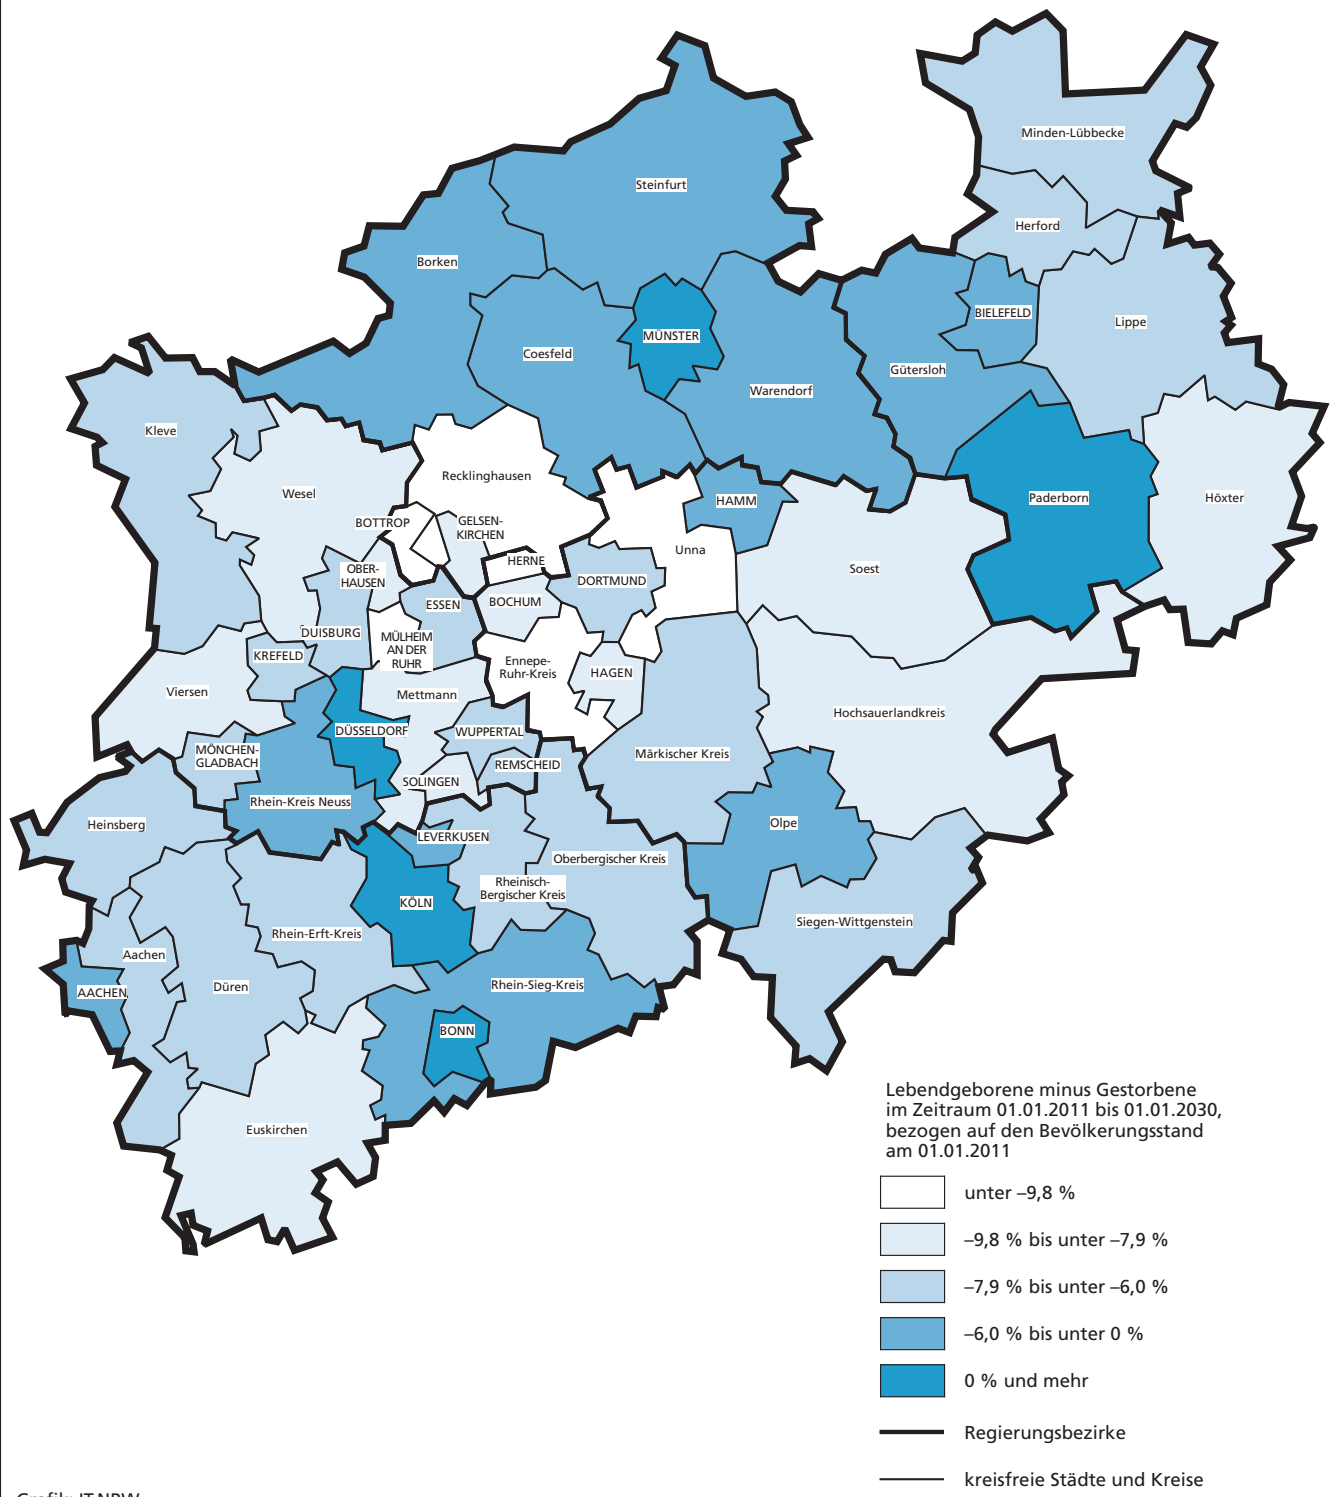 Minden-Lübbecke
Steinfurt
Herford
Borken
BIELEFELD
Lippe
MÜNSTER
Coesfeld
Gütersloh
Warendorf
Kleve
Recklinghausen
Wesel
Paderborn
Höxter
HAMM
BOTTROP
GELSEN-
KIRCHEN
Unna
HERNE
Soest
OBER-
HAUSEN
DORTMUND
ESSEN
BOCHUM
DUISBURG
MÜLHEIM
AN DER
RUHR
KREFELD
Ennepe-
Ruhr-Kreis
HAGEN
Viersen
Mettmann
Hochsauerlandkreis
DÜSSELDORF
WUPPERTAL
MÖNCHEN-
GLADBACH
Märkischer Kreis
REMSCHEID
SOLINGEN
Rhein-Kreis Neuss
Heinsberg
Olpe
LEVERKUSEN
Oberbergischer Kreis
Rheinisch-
Bergischer Kreis
KÖLN
Siegen-Wittgenstein
Rhein-Erft-Kreis
Aachen
Düren
Rhein-Sieg-Kreis
AACHEN
BONN
Euskirchen
Lebendgeborene minus Gestorbene
im Zeitraum 01.01.2011 bis 01.01.2030,
bezogen auf den Bevölkerungsstand
am 01.01.2011
unter –9,8 %
–9,8 % bis unter –7,9 %
–7,9 % bis unter –6,0 %
–6,0 % bis unter 0 %
0 % und mehr
Regierungsbezirke
kreisfreie Städte und Kreise
Grafik: IT.NRW